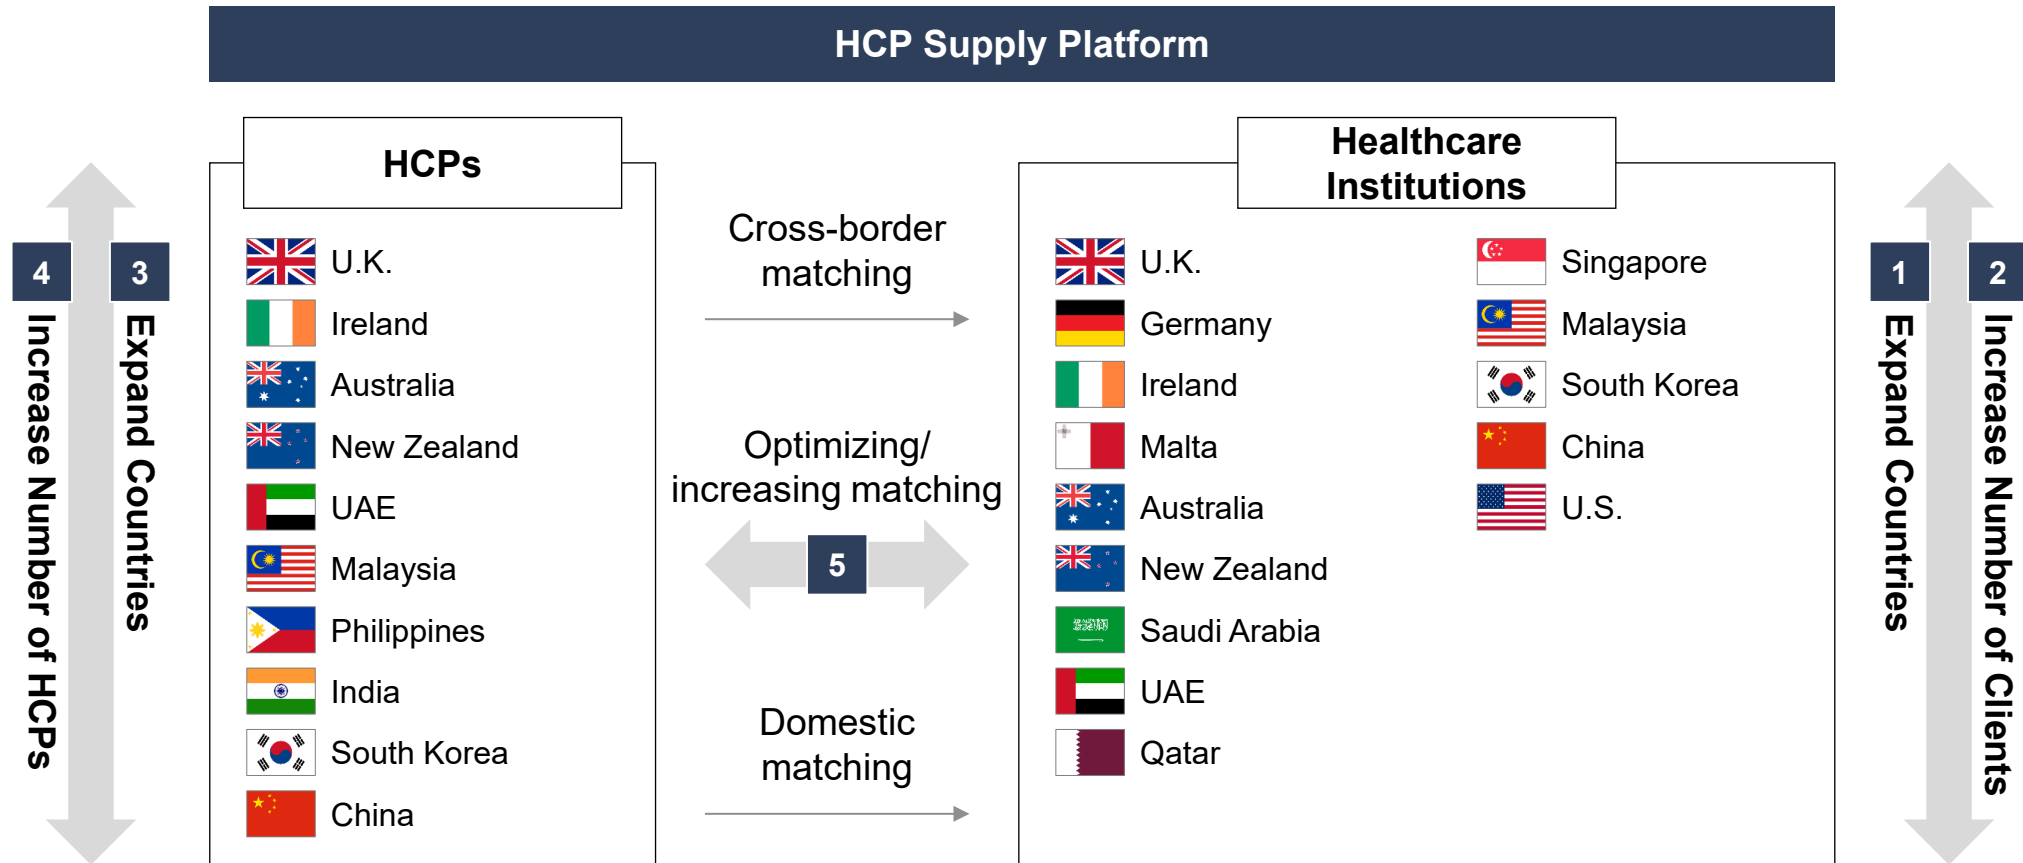 HCP Supply Platform
HCPs
U.K.
Ireland
Australia
New Zealand
UAE
Malaysia
Philippines
India
South Korea
China
4
Increase Number of HCPs
3
Expand Countries
Cross-border
matching
Optimizing/
increasing matching
5
Domestic
matching
Healthcare
Institutions
U.K.
Germany
Ireland
Malta
Australia
New Zealand
Saudi Arabia
UAE
Qatar
Singapore
Malaysia
South Korea
China
U.S.
1
Expand Countries
2
Increase Number of Clients